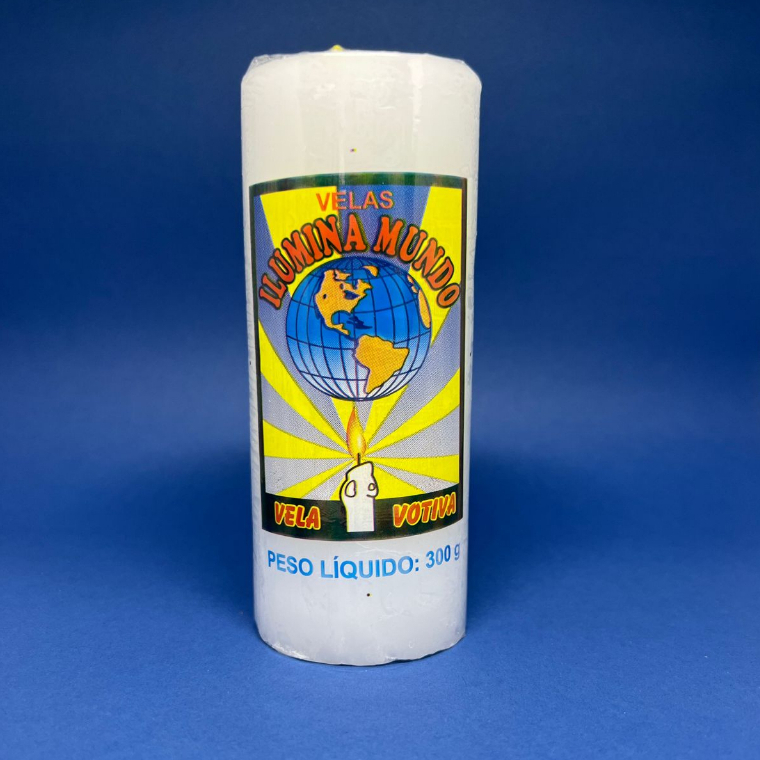 VELAS
ILUMINA MUNDO
VELA VOTIVA
PESO LÍQUIDO: 300 g